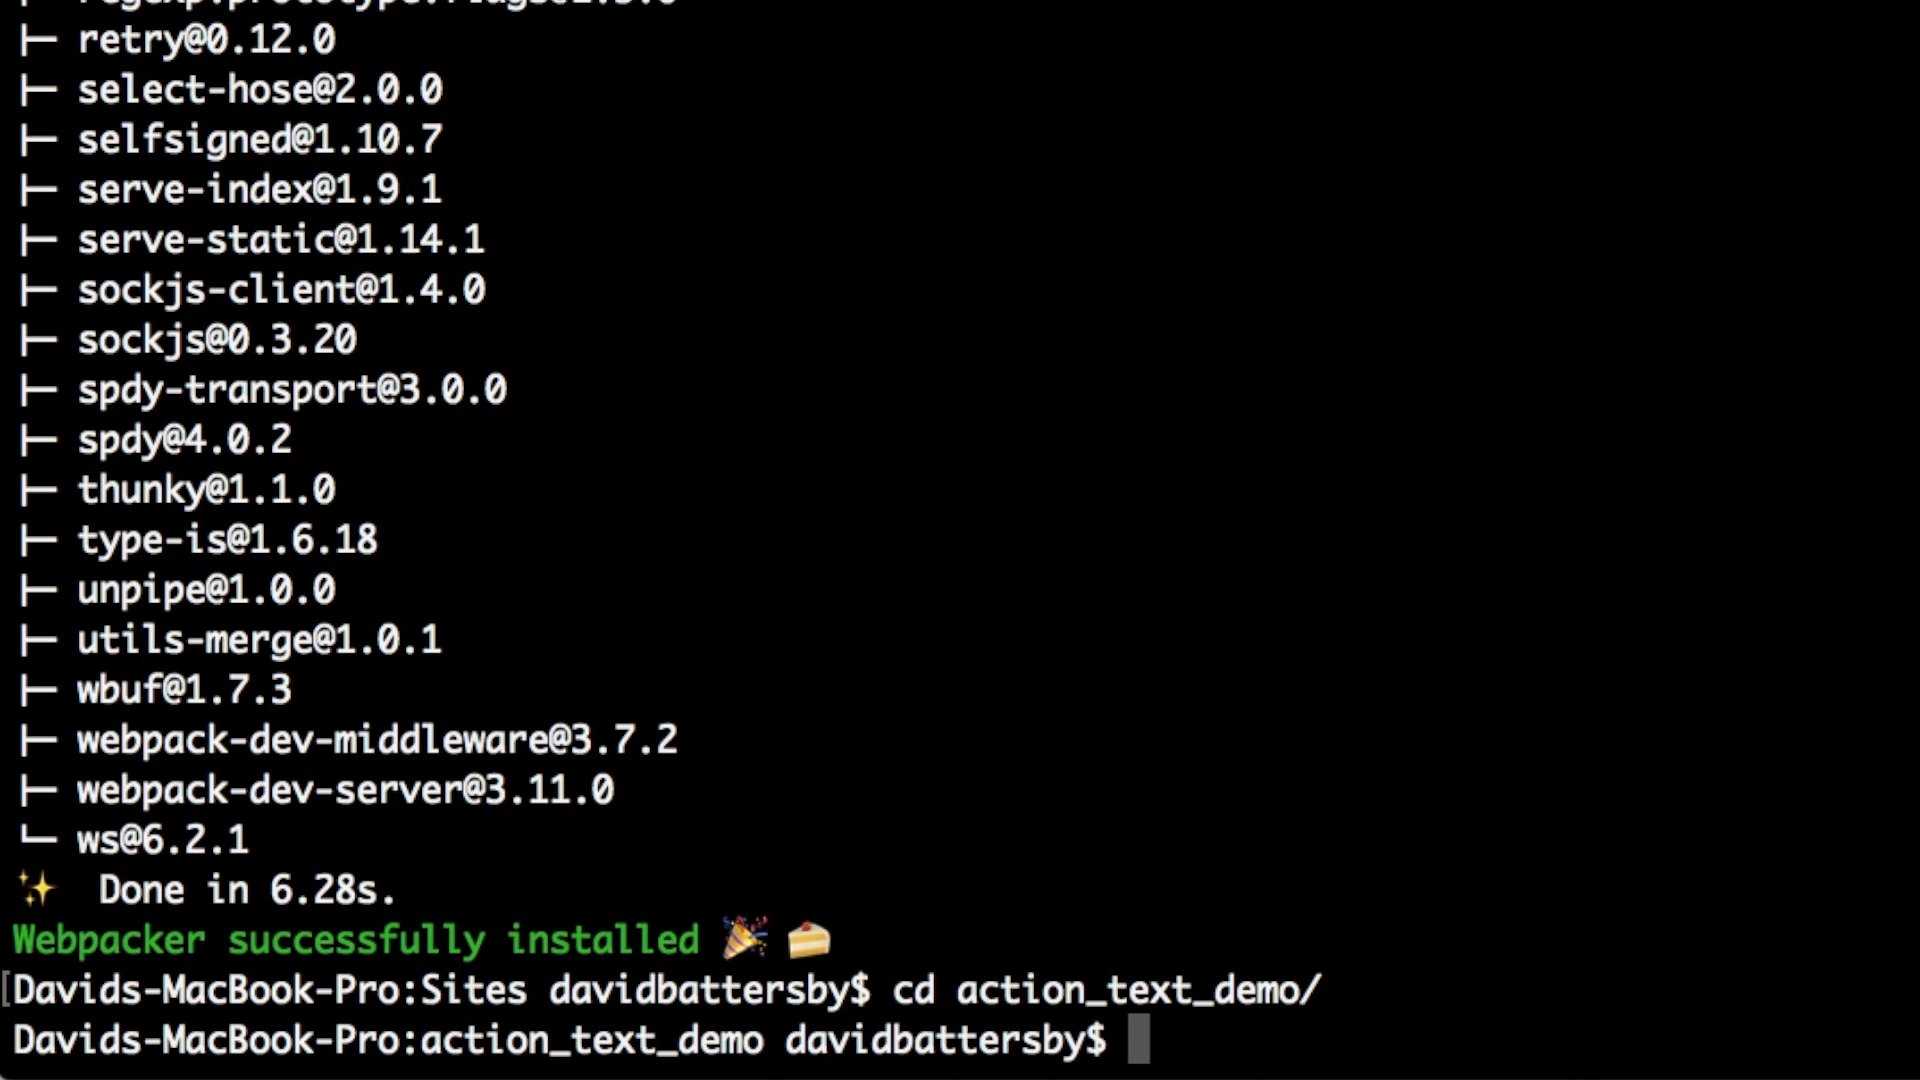 ├─ retry@0.12.0
├─ select-hose@2.0.0
├─ selfsigned@1.10.7
├─ serve-index@1.9.1
├─ serve-static@1.14.1
├─ sockjs-client@1.4.0
├─ sockjs@0.3.20
├─ spdy-transport@3.0.0
├─ spdy@4.0.2
├─ thunky@1.1.0
├─ type-is@1.6.18
├─ unpipe@1.0.0
├─ utils-merge@1.0.1
├─ wbuf@1.7.3
├─ webpack-dev-middleware@3.7.2
├─ webpack-dev-server@3.11.0
└─ ws@6.2.1
✨ Done in 6.28s.
Webpacker successfully installed 🎉 🍰
[Davids-MacBook-Pro:Sites davidbattersby$ cd action_text_demo/
Davids-MacBook-Pro:action_text_demo davidbattersby$